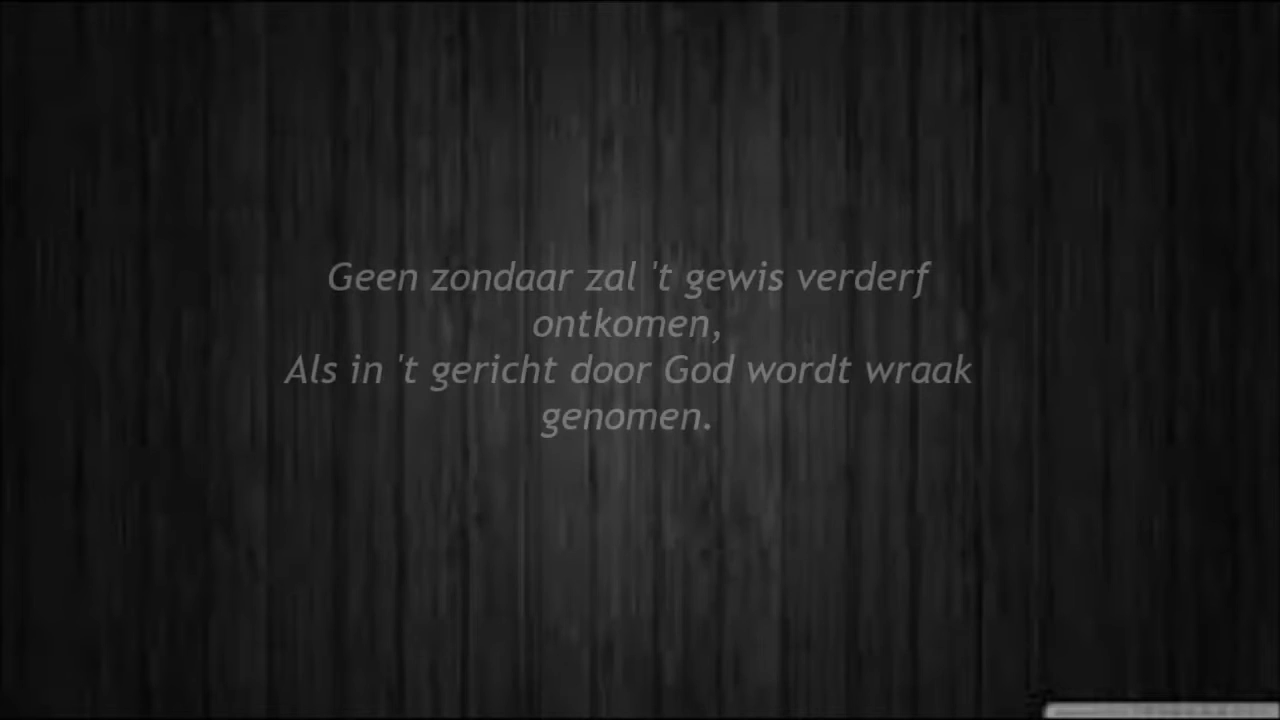 Geen zondaar zal 't gewis verderf
ontkomen,
Als in 't gericht door God wordt wraak
genomen.